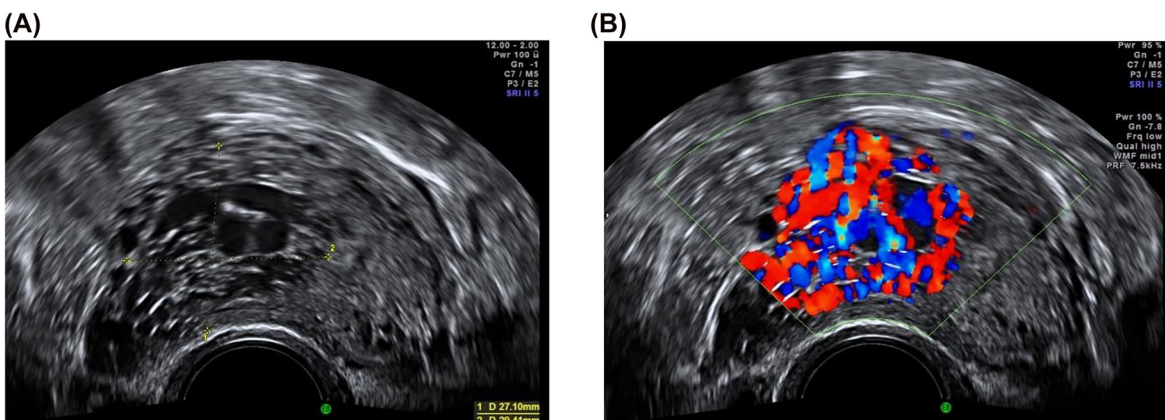 (A)
12.00 - 2.00
Pwr 100
Gn -1
C7 / M5
P3 / E2
SRI II 5
2
1
1 D 27.10mm
(B)
Pwr 95 %
Gn -1
C7 / M5
P3 / E2
SRI II 5
Pwr 100 %
Gn -7.8
Frq low
Qual high
WMF mid1
PRF 7.5kHz